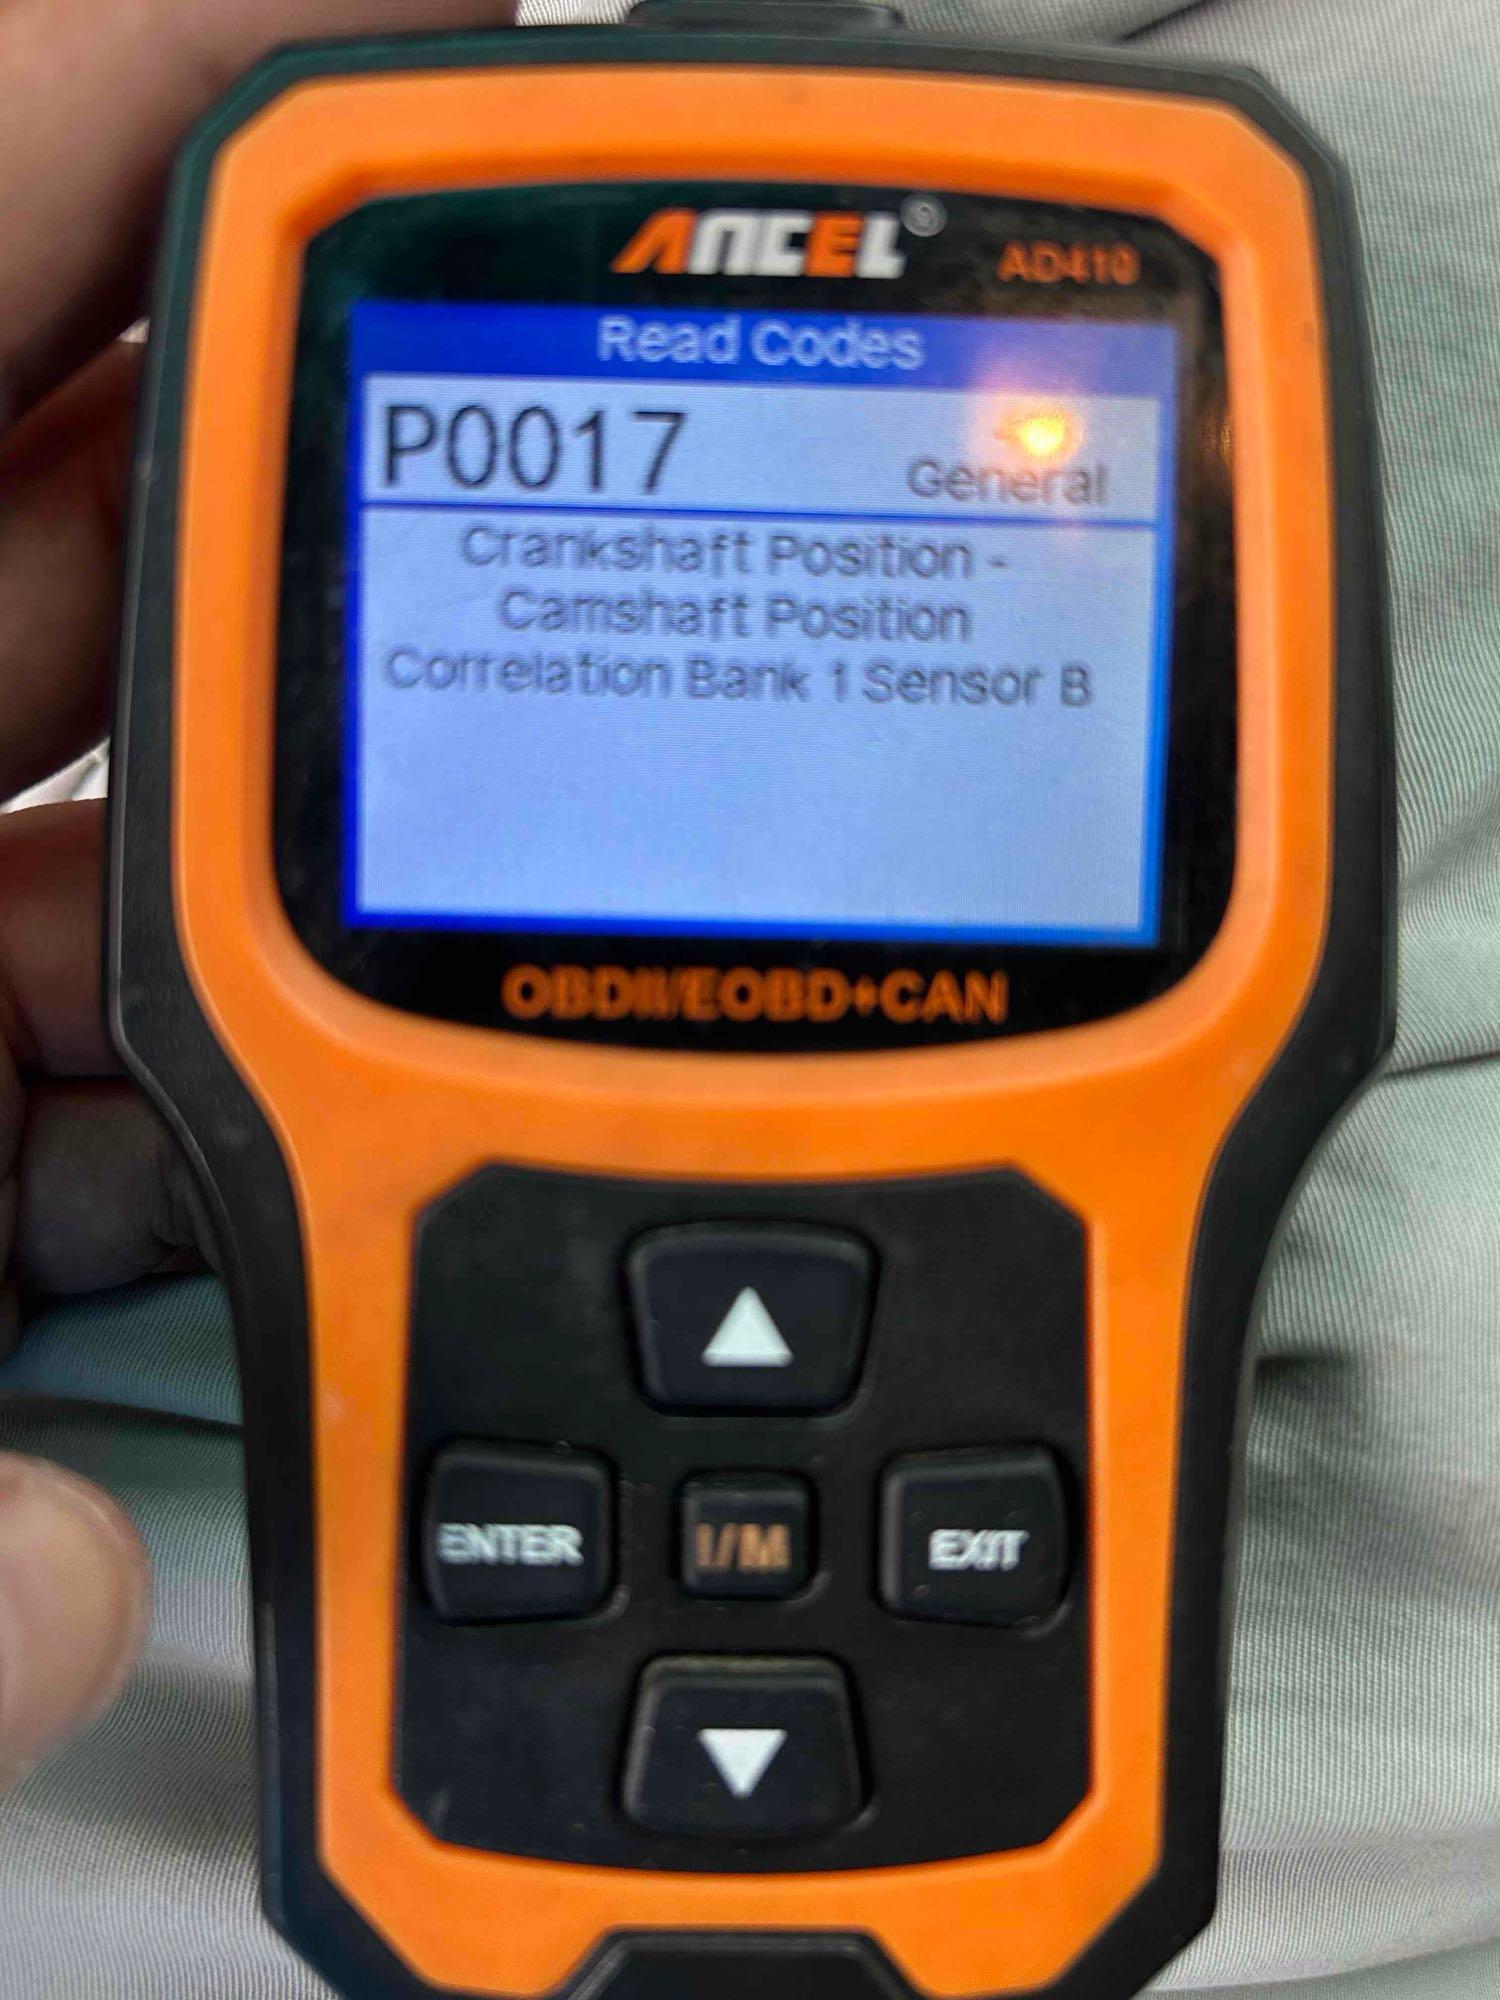 ANCEL®
AD410
Read Codes
P0017
General
Crankshaft Position -
Camshaft Position
Correlation Bank 1 Sensor B
OBDII/EOBD+CAN
ENTER
I/M
EXIT